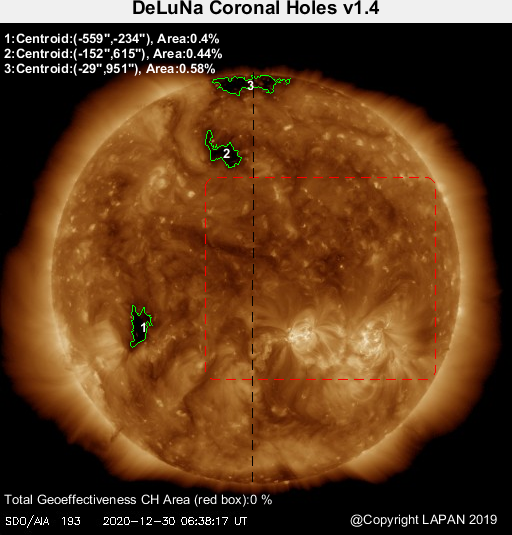 DeLuNa Coronal Holes v1.4
1:Centroid:(-559",-234"), Area:0.4%
2:Centroid:(-152",615"), Area:0.44%
3:Centroid:(-29",951"), Area:0.58%
3
2
1
Total Geoeffectiveness CH Area (red box):0 %
SDO/AIA 193 2020-12-30 06:38:17 UT
@Copyright LAPAN 2019